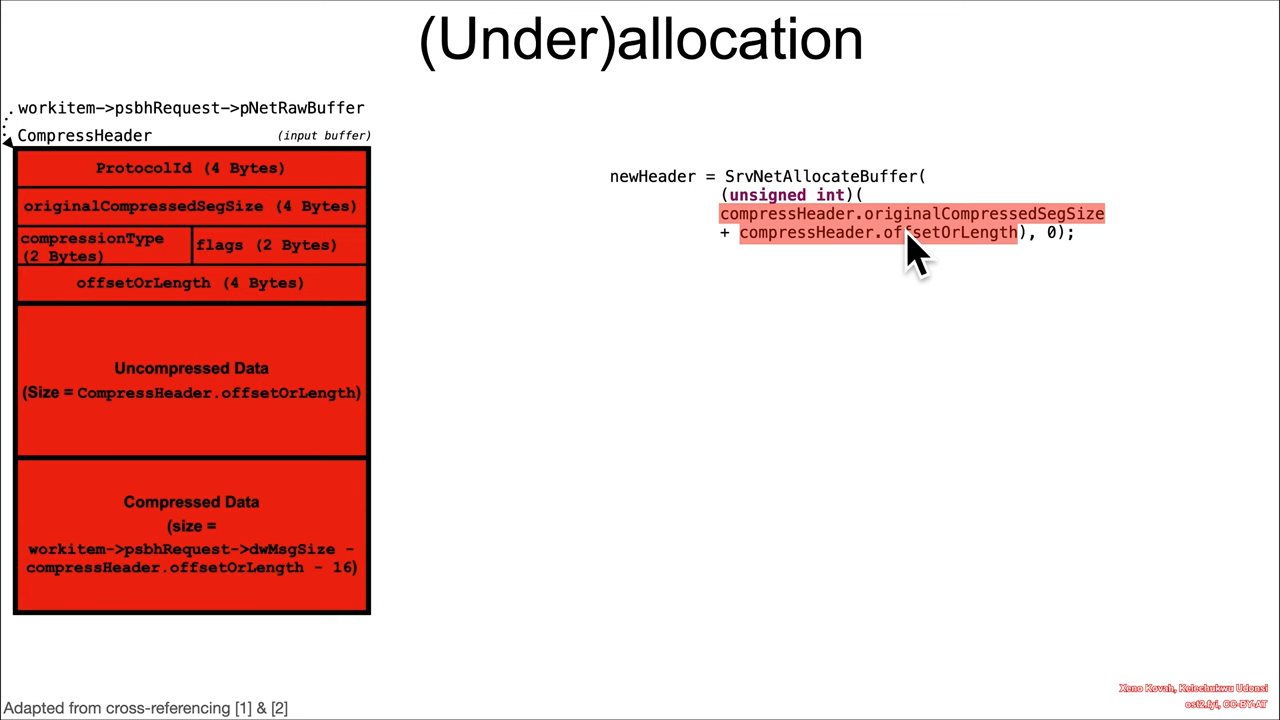 (Under)allocation
workitem->psbhRequest->pNetRawBuffer
CompressHeader
(input buffer)
ProtocolId (4 Bytes)
originalCompressedSegSize (4 Bytes)
compressionType
(2 Bytes)
flags (2 Bytes)
offsetOrLength (4 Bytes)
Uncompressed Data
(Size = CompressHeader.offsetOrLength)
Compressed Data
(size =
workitem->psbhRequest->dwMsgSize -
compressHeader.offsetOrLength - 16)
newHeader = SrvNetAllocateBuffer(
(unsigned int)(
compressHeader.originalCompressedSegSize
+ compressHeader.offsetOrLength), 0);
Adapted from cross-referencing [1] & [2]
Xeno Kovah, Kelechukwu Udonsi
ost2.fyi, CC-BY-AT